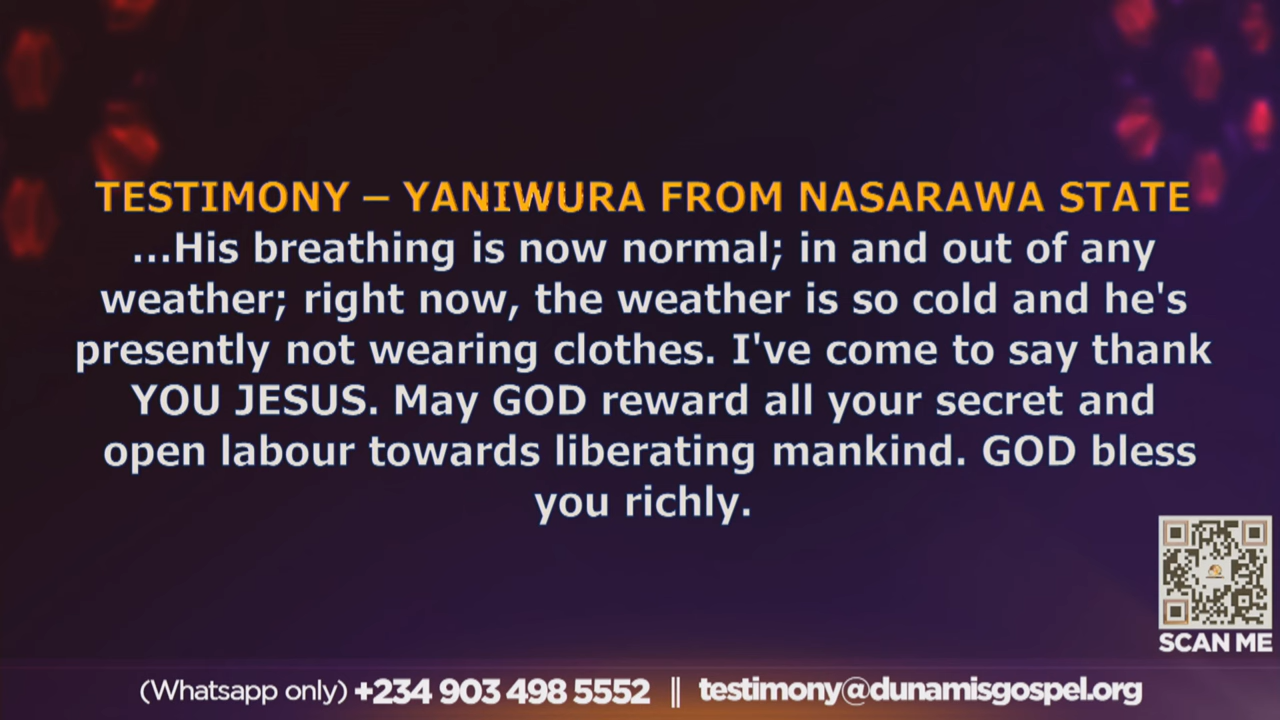 TESTIMONY – YANIWURA FROM NASARAWA STATE
...His breathing is now normal; in and out of any
weather; right now, the weather is so cold and he's
presently not wearing clothes. I've come to say thank
YOU JESUS. May GOD reward all your secret and
open labour towards liberating mankind. GOD bless
you richly.
SCAN ME
(Whatsapp only) +234 903 498 5552 || testimony@dunamisgospel.org